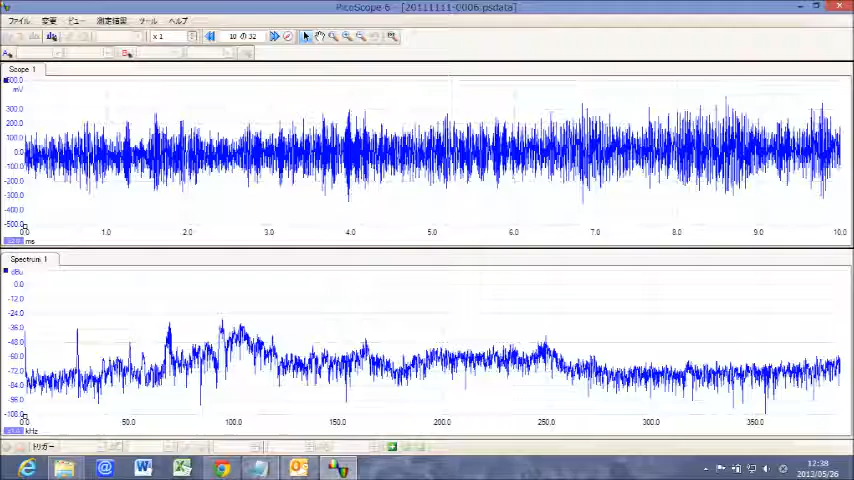 PicoScope 6 - [20111111-0006.psdata]
ファイル 変更 ビュー 測定結果 ツール ヘルプ
x 1 10 の 32
A B
Scope 1
500.0
mV
300.0
200.0
100.0
0.0
-100.0
-200.0
-300.0
-400.0
-500.0
0.0 1.0 2.0 3.0 4.0 5.0 6.0 7.0 8.0 9.0 10.0
ms
Spectrum 1
dBu
0.0
-12.0
-24.0
-36.0
-48.0
-60.0
-72.0
-84.0
-96.0
-108.0
0.0 50.0 100.0 150.0 200.0 250.0 300.0 350.0
kHz
トリガー
12:38
2013/05/26